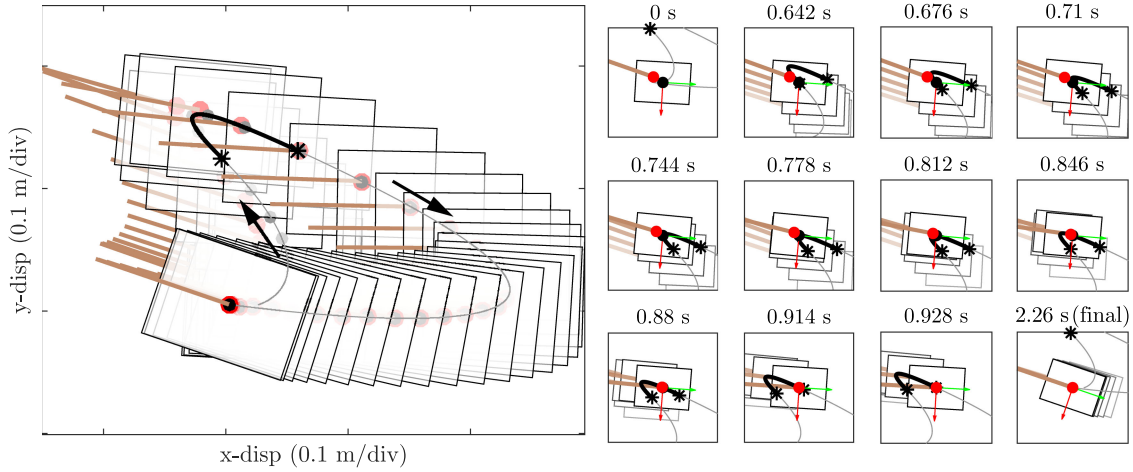 y-disp (0.1 m/div)
x-disp (0.1 m/div)
0 s
0.642 s
0.676 s
0.71 s
0.744 s
0.778 s
0.812 s
0.846 s
0.88 s
0.914 s
0.928 s
2.26 s (final)